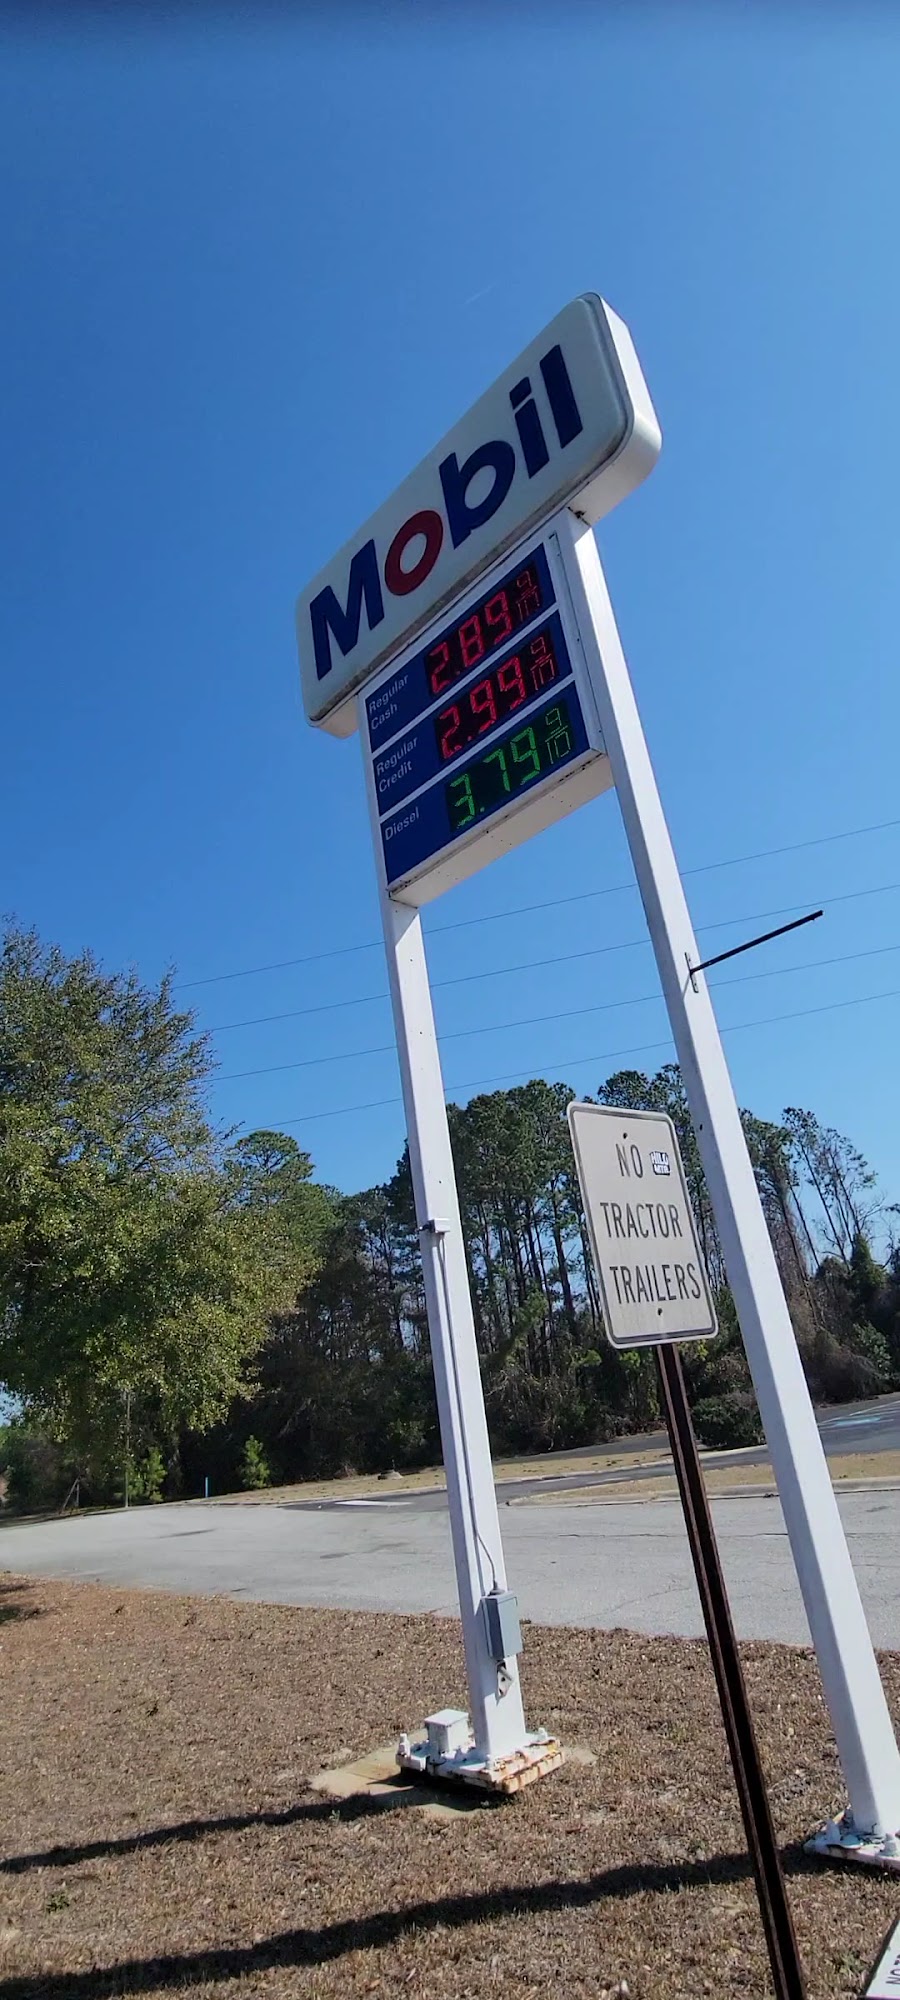 Mobil
Regular
Cash
2.89 9/10
Regular
Credit
2.99 9/10
Diesel
3.79 9/10
NO
TRACTOR
TRAILERS